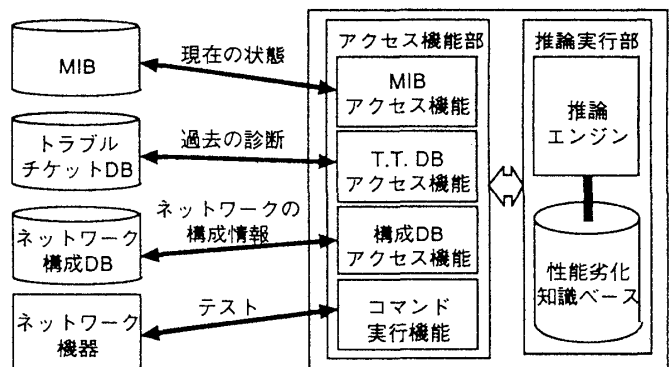 MIB
トラブル
チケットDB
ネットワーク
構成DB
ネットワーク
機器
現在の状態
過去の診断
ネットワークの
構成情報
テスト
アクセス機能部
MIB
アクセス機能
T.T. DB
アクセス機能
構成DB
アクセス機能
コマンド
実行機能
推論実行部
推論
エンジン
性能劣化
知識ベース